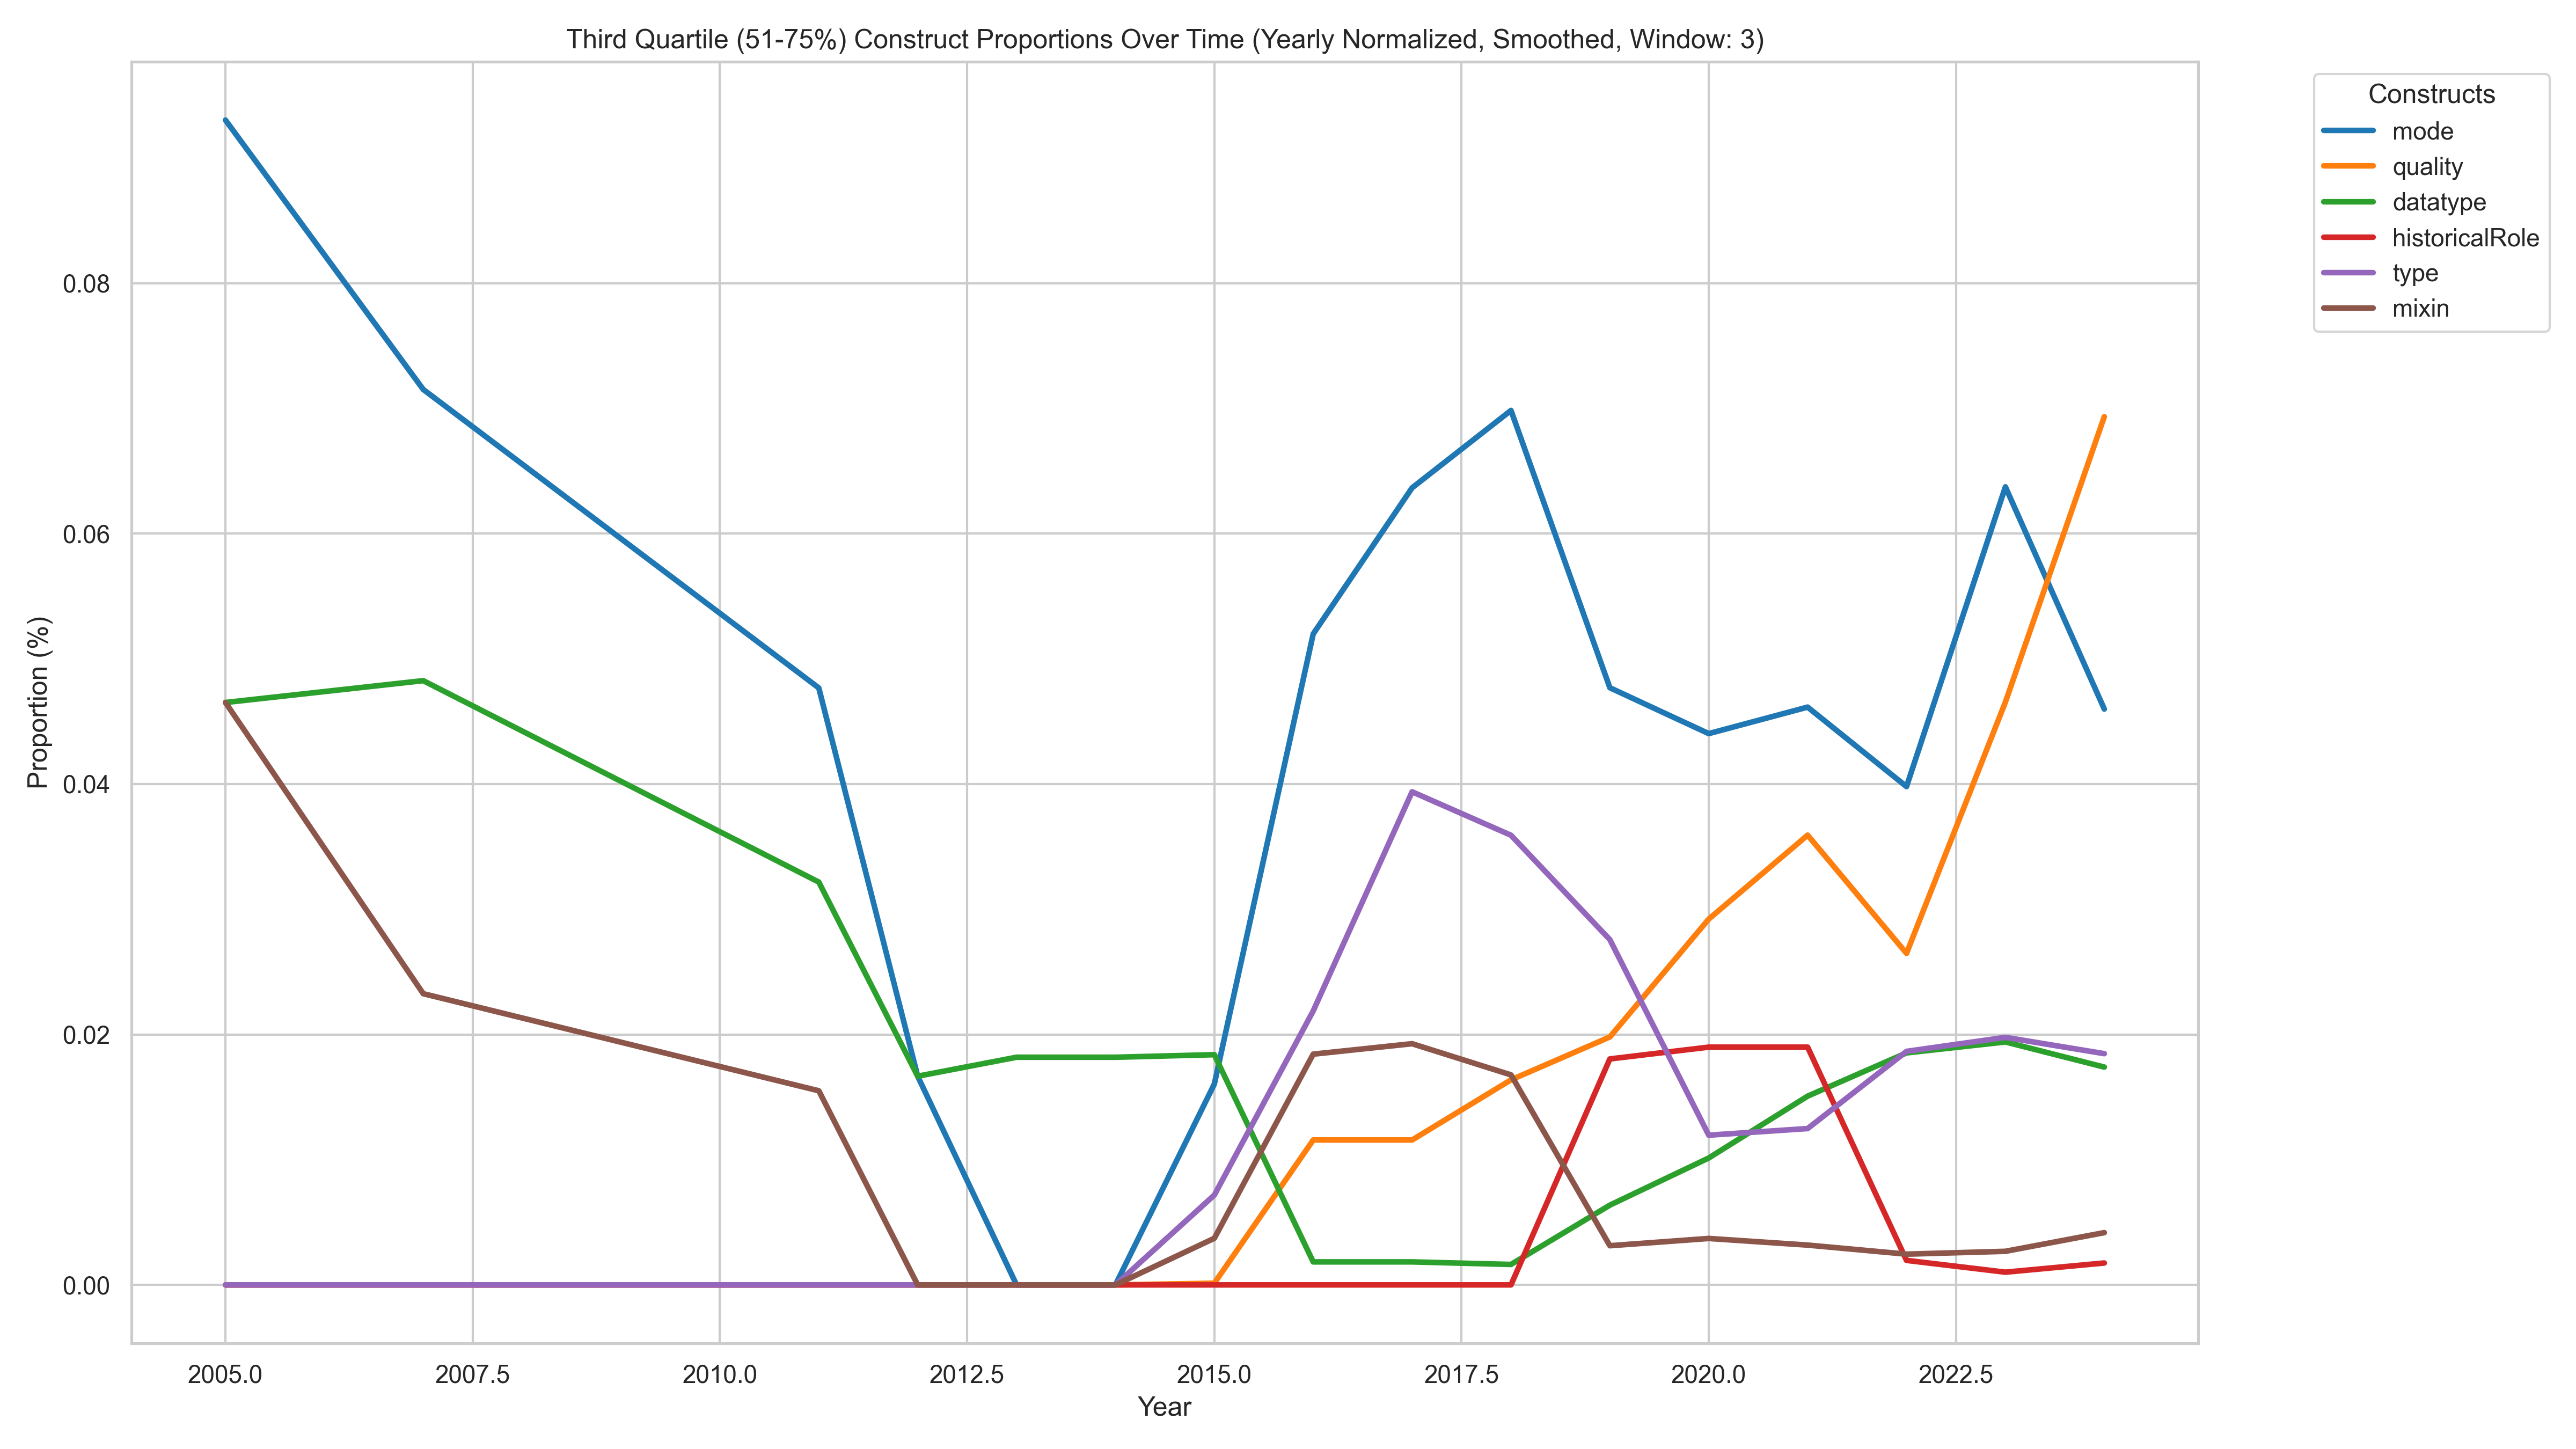 Third Quartile (51-75%) Construct Proportions Over Time (Yearly Normalized, Smoothed, Window: 3)
Constructs
mode
quality
datatype
historicalRole
type
mixin
Proportion (%)
0.08
0.06
0.04
0.02
0.00
2005.0 2007.5 2010.0 2012.5 2015.0 2017.5 2020.0 2022.5
Year